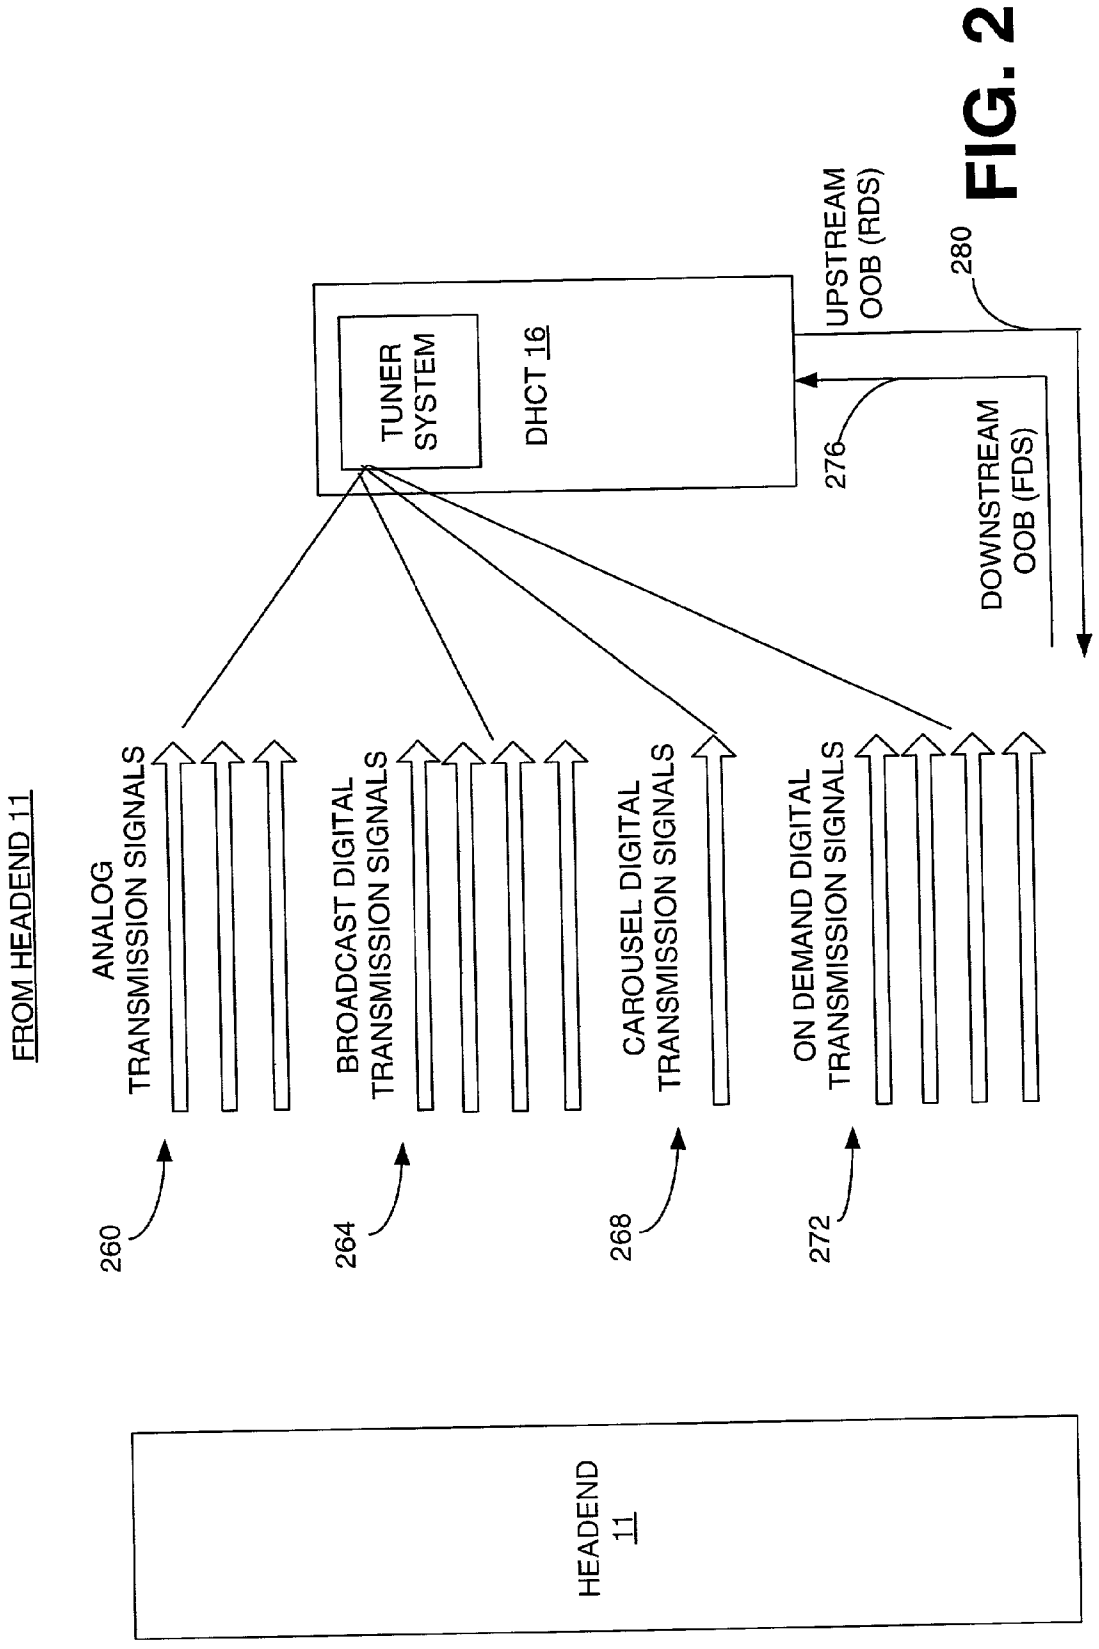 FROM HEADEND 11
ANALOG
TRANSMISSION SIGNALS
260
BROADCAST DIGITAL
TRANSMISSION SIGNALS
264
CAROUSEL DIGITAL
TRANSMISSION SIGNALS
268
ON DEMAND DIGITAL
TRANSMISSION SIGNALS
272
HEADEND
11
TUNER
SYSTEM
DHCT 16
UPSTREAM
OOB (RDS)
276
280
DOWNSTREAM
OOB (FDS)
FIG. 2